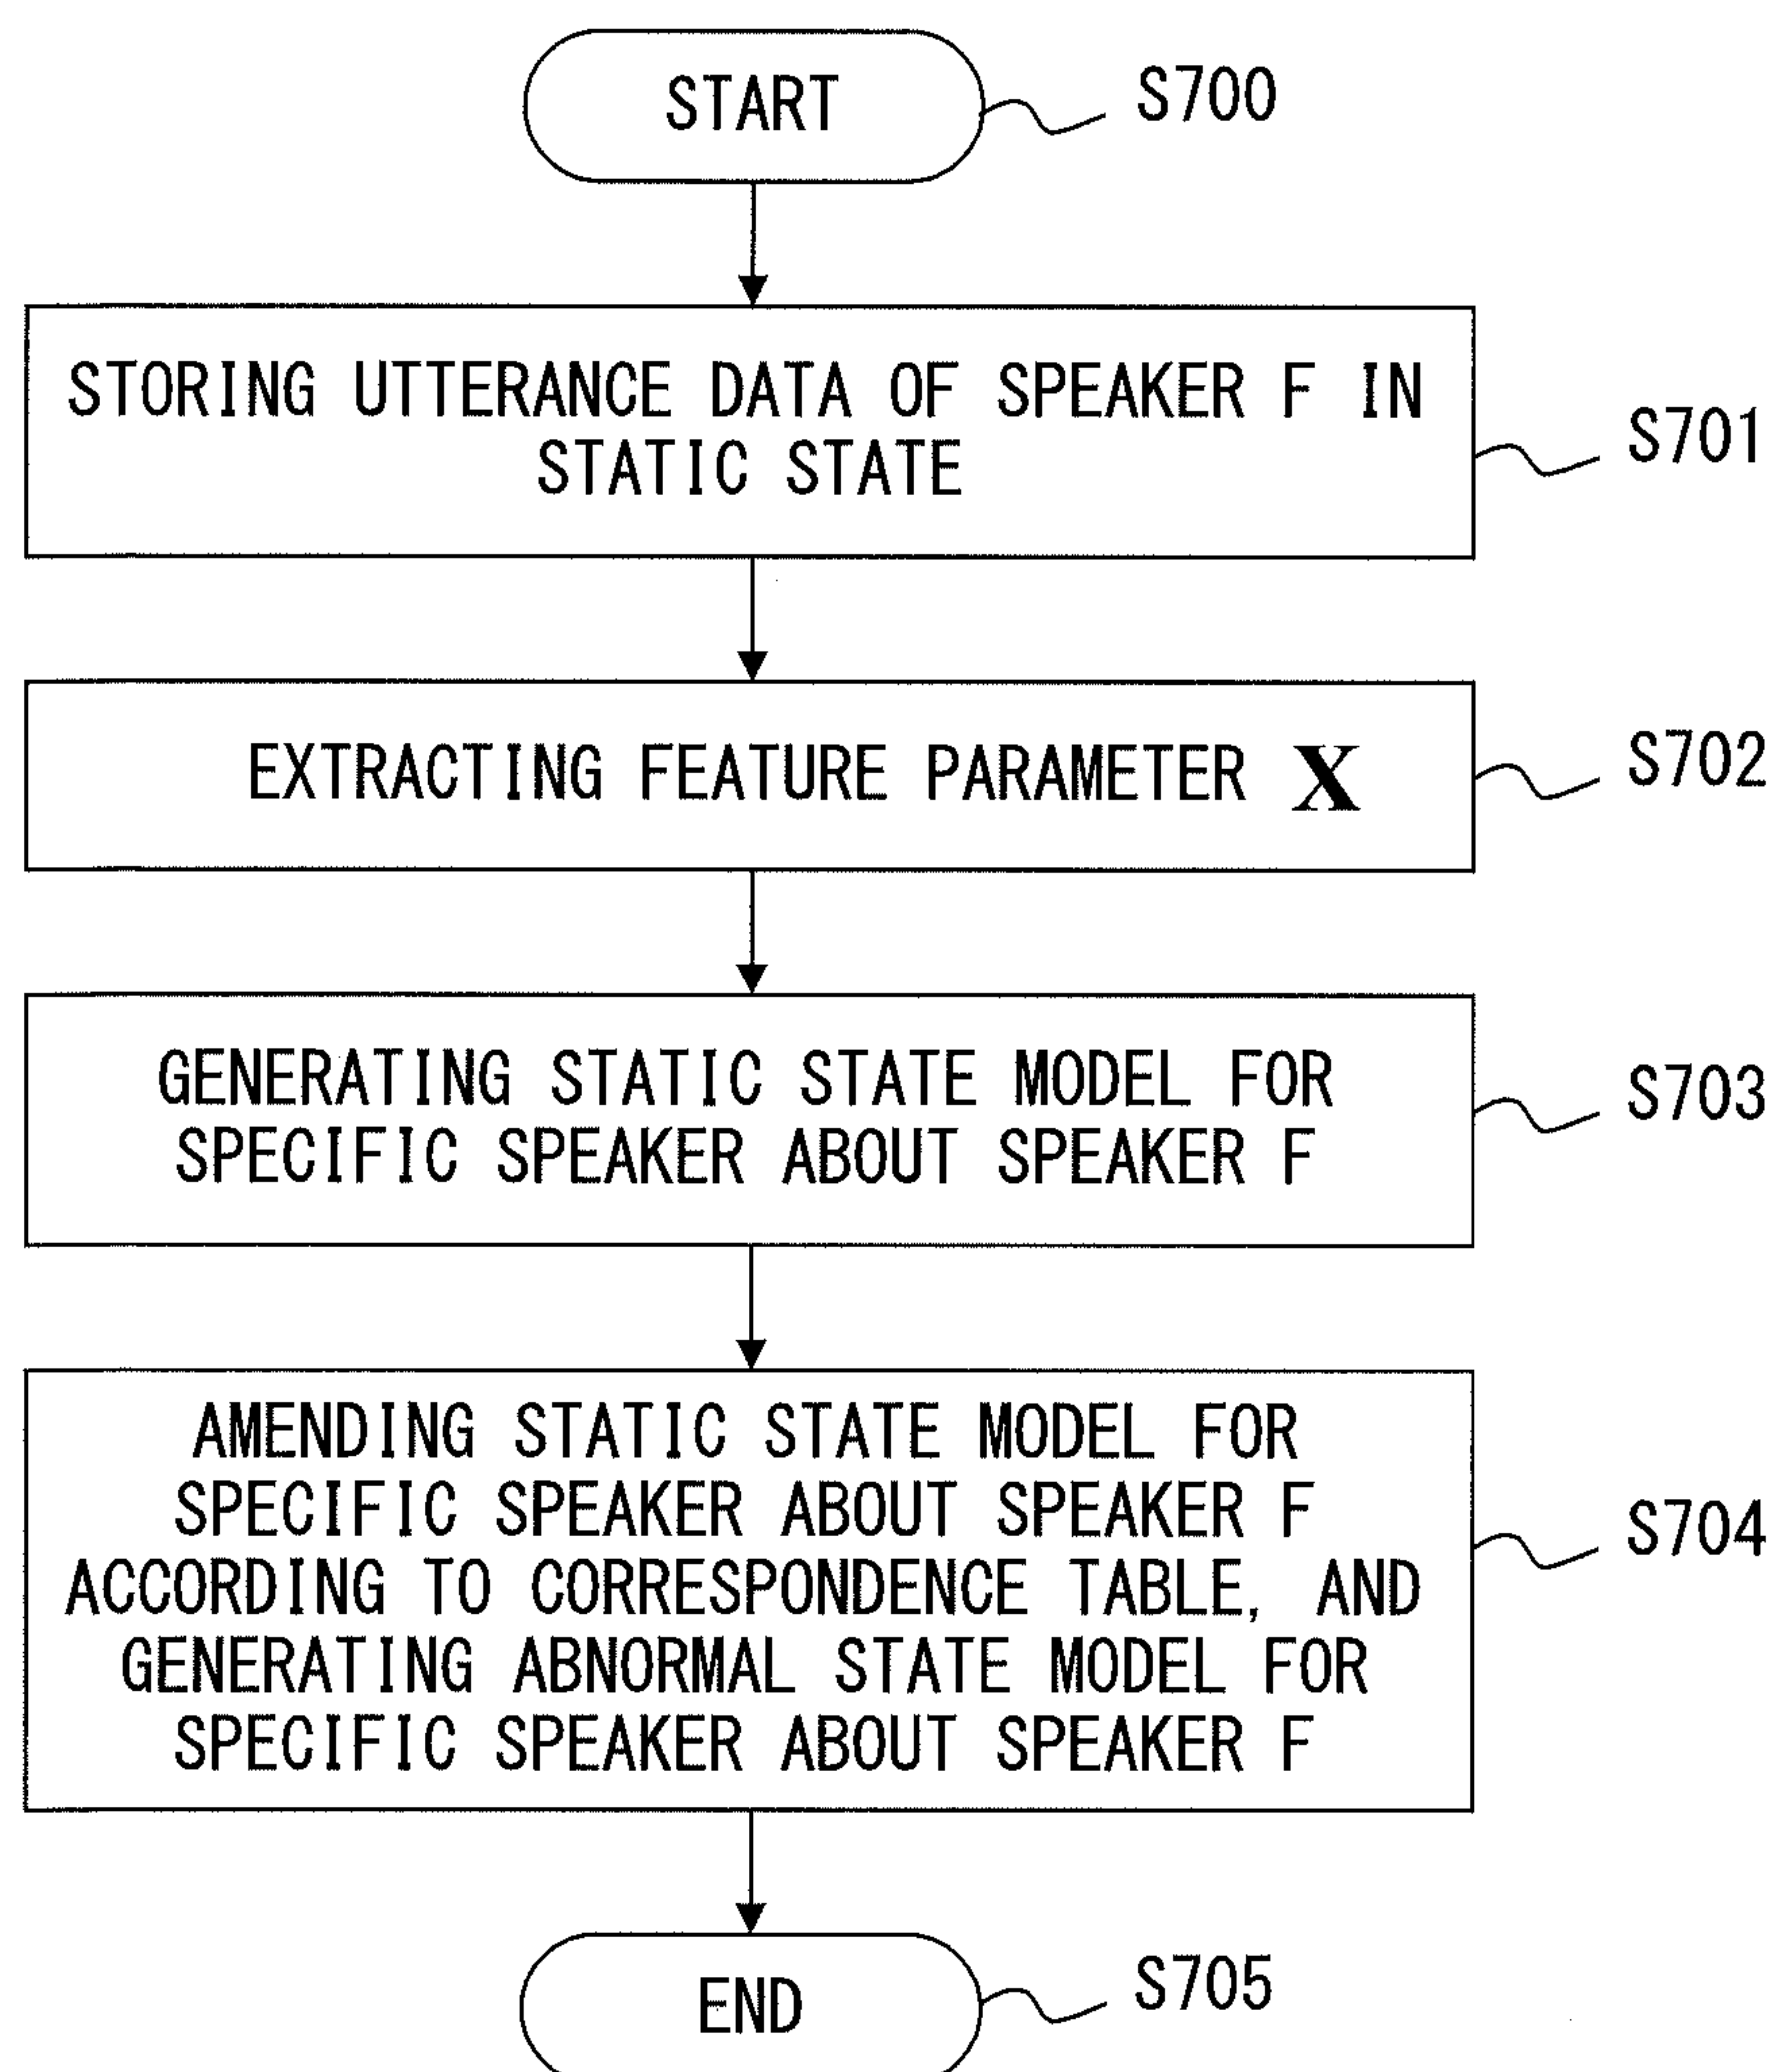 START
S700
STORING UTTERANCE DATA OF SPEAKER F IN
STATIC STATE
S701
EXTRACTING FEATURE PARAMETER X
S702
GENERATING STATIC STATE MODEL FOR
SPECIFIC SPEAKER ABOUT SPEAKER F
S703
AMENDING STATIC STATE MODEL FOR
SPECIFIC SPEAKER ABOUT SPEAKER F
ACCORDING TO CORRESPONDENCE TABLE, AND
GENERATING ABNORMAL STATE MODEL FOR
SPECIFIC SPEAKER ABOUT SPEAKER F
S704
END
S705